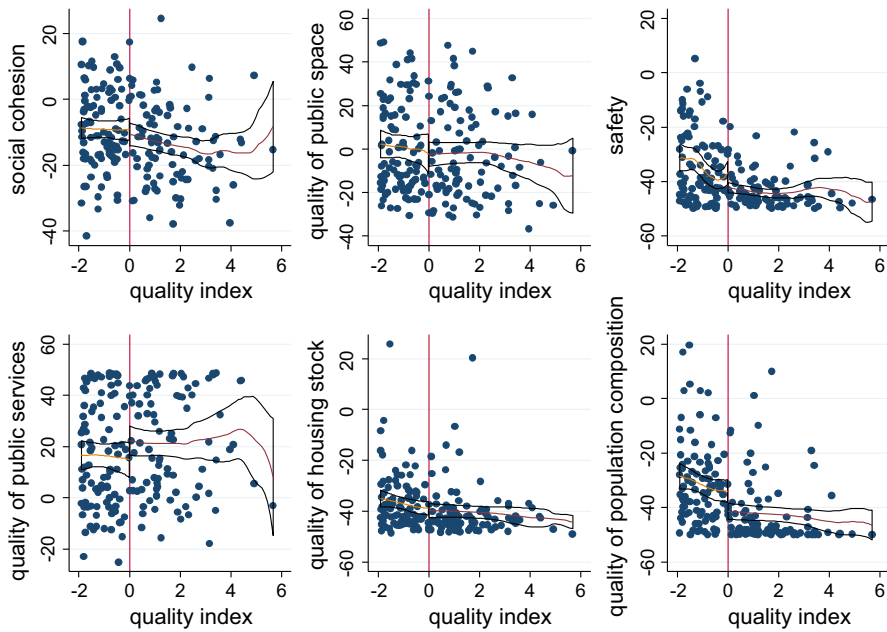 social cohesion
20
0
-20
-40
-2 0 2 4 6
quality index
quality of public space
60
40
20
0
-20
-40
-2 0 2 4 6
quality index
safety
20
0
-20
-40
-60
-2 0 2 4 6
quality index
quality of public services
60
40
20
0
-20
-2 0 2 4 6
quality index
quality of housing stock
20
0
-20
-40
-60
-2 0 2 4 6
quality index
quality of population composition
20
0
-20
-40
-60
-2 0 2 4 6
quality index